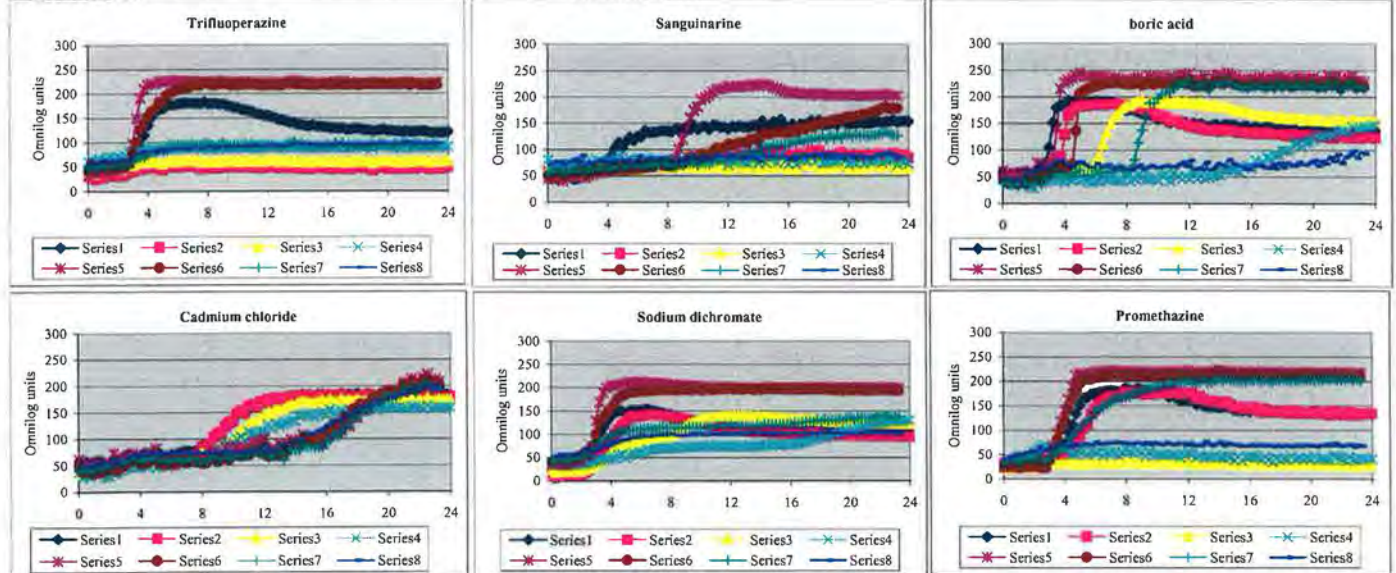 Trifluoperazine
Omnilog units
300
250
200
150
100
50
0
0 4 8 12 16 20 24
Series1 Series2 Series3 Series4
Series5 Series6 Series7 Series8
Sanguinarine
300
250
200
150
100
50
0
0 4 8 12 16 20 24
Series1 Series2 Series3 Series4
Series5 Series6 Series7 Series8
boric acid
Omnilog units
300
250
200
150
100
50
0
0 4 8 12 16 20 24
Series1 Series2 Series3 Series4
Series5 Series6 Series7 Series8
Cadmium chloride
Omnilog units
300
250
200
150
100
50
0
0 4 8 12 16 20 24
Series1 Series2 Series3 Series4
Series5 Series6 Series7 Series8
Sodium dichromate
Omnilog units
300
250
200
150
100
50
0
0 4 8 12 16 20 24
Series1 Series2 Series3 Series4
Series5 Series6 Series7 Series8
Promethazine
Omnilog units
300
250
200
150
100
50
0
0 4 8 12 16 20 24
Series1 Series2 Series3 Series4
Series5 Series6 Series7 Series8